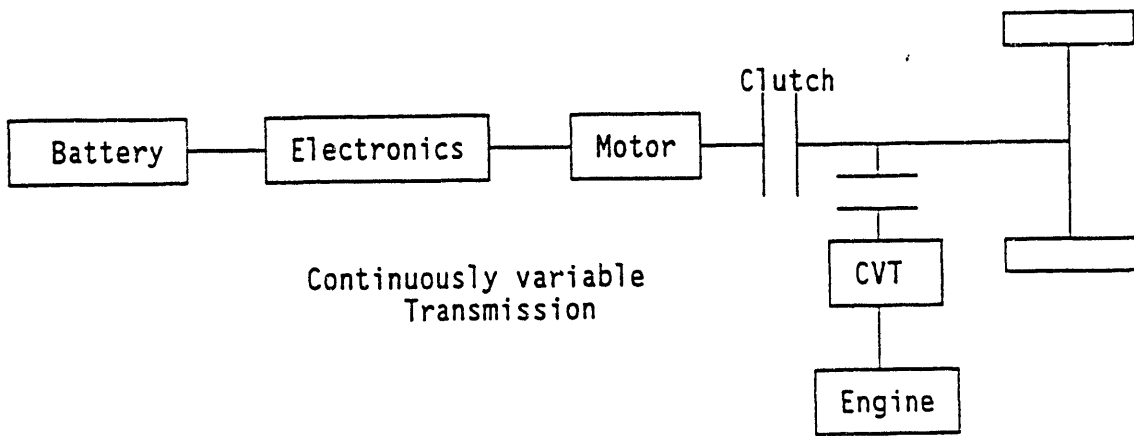 Clutch
Battery
Electronics
Motor
CVT
Continuously variable
Transmission
Engine